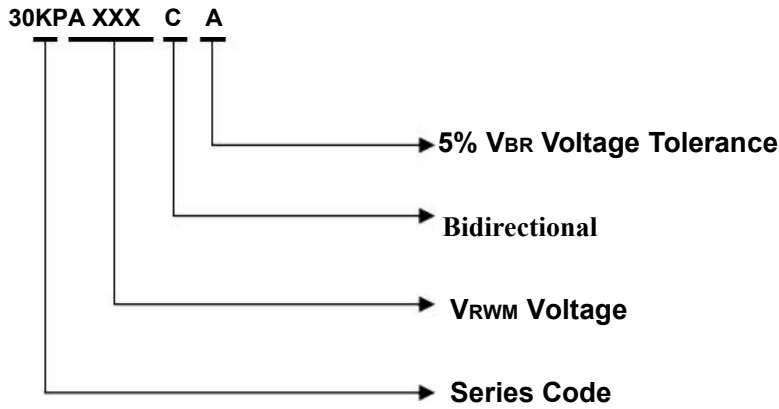 30KPA XXX C A
5% VBR Voltage Tolerance
Bidirectional
VRWM Voltage
Series Code